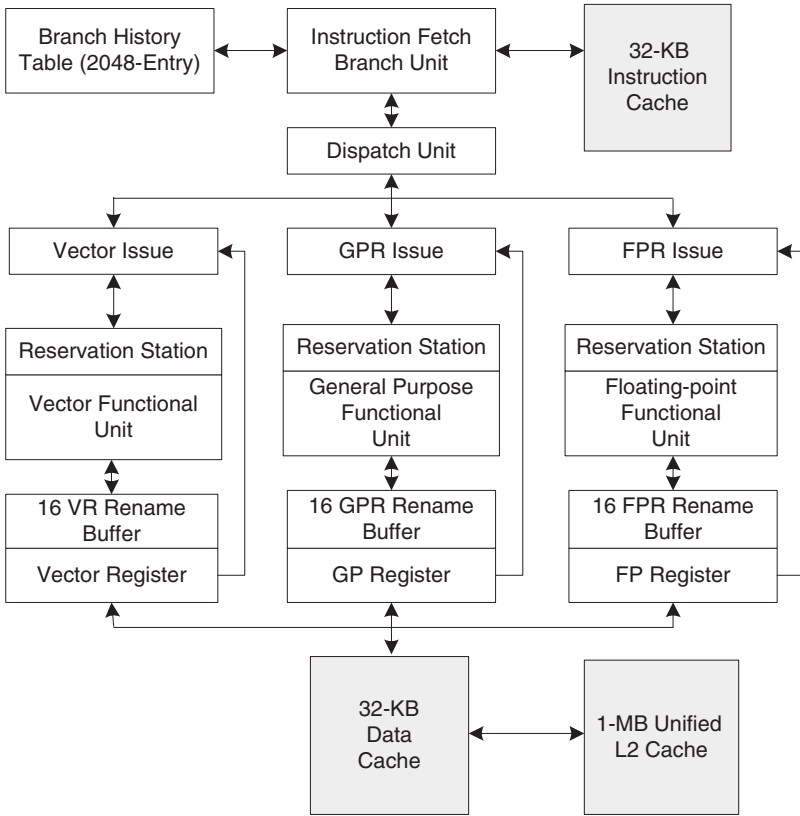 Branch History
Table (2048-Entry)
Instruction Fetch
Branch Unit
32-KB
Instruction
Cache
Dispatch Unit
Vector Issue
GPR Issue
FPR Issue
Reservation Station
Vector Functional
Unit
Reservation Station
General Purpose
Functional
Unit
Reservation Station
Floating-point
Functional
Unit
16 VR Rename
Buffer
Vector Register
16 GPR Rename
Buffer
GP Register
16 FPR Rename
Buffer
FP Register
32-KB
Data
Cache
1-MB Unified
L2 Cache